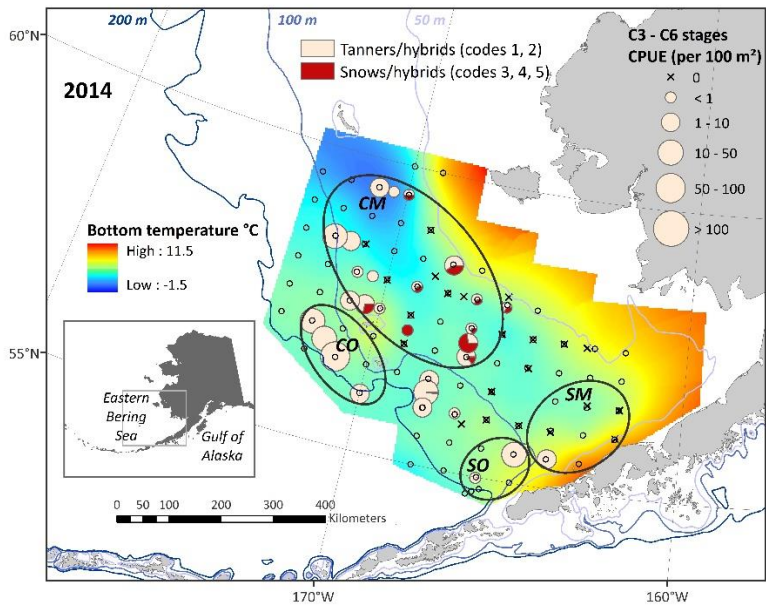 200 m
100 m
50 m
60°N
2014
Tanners/hybrids (codes 1, 2)
Snows/hybrids (codes 3, 4, 5)
C3 - C6 stages
CPUE (per 100 m²)
0
< 1
1 - 10
10 - 50
50 - 100
> 100
Bottom temperature °C
High : 11.5
Low : -1.5
CM
CO
SM
SO
55°N
Eastern
Bering
Sea
Gulf of
Alaska
0 50 100 200 300 400
Kilometers
170°W
160°W